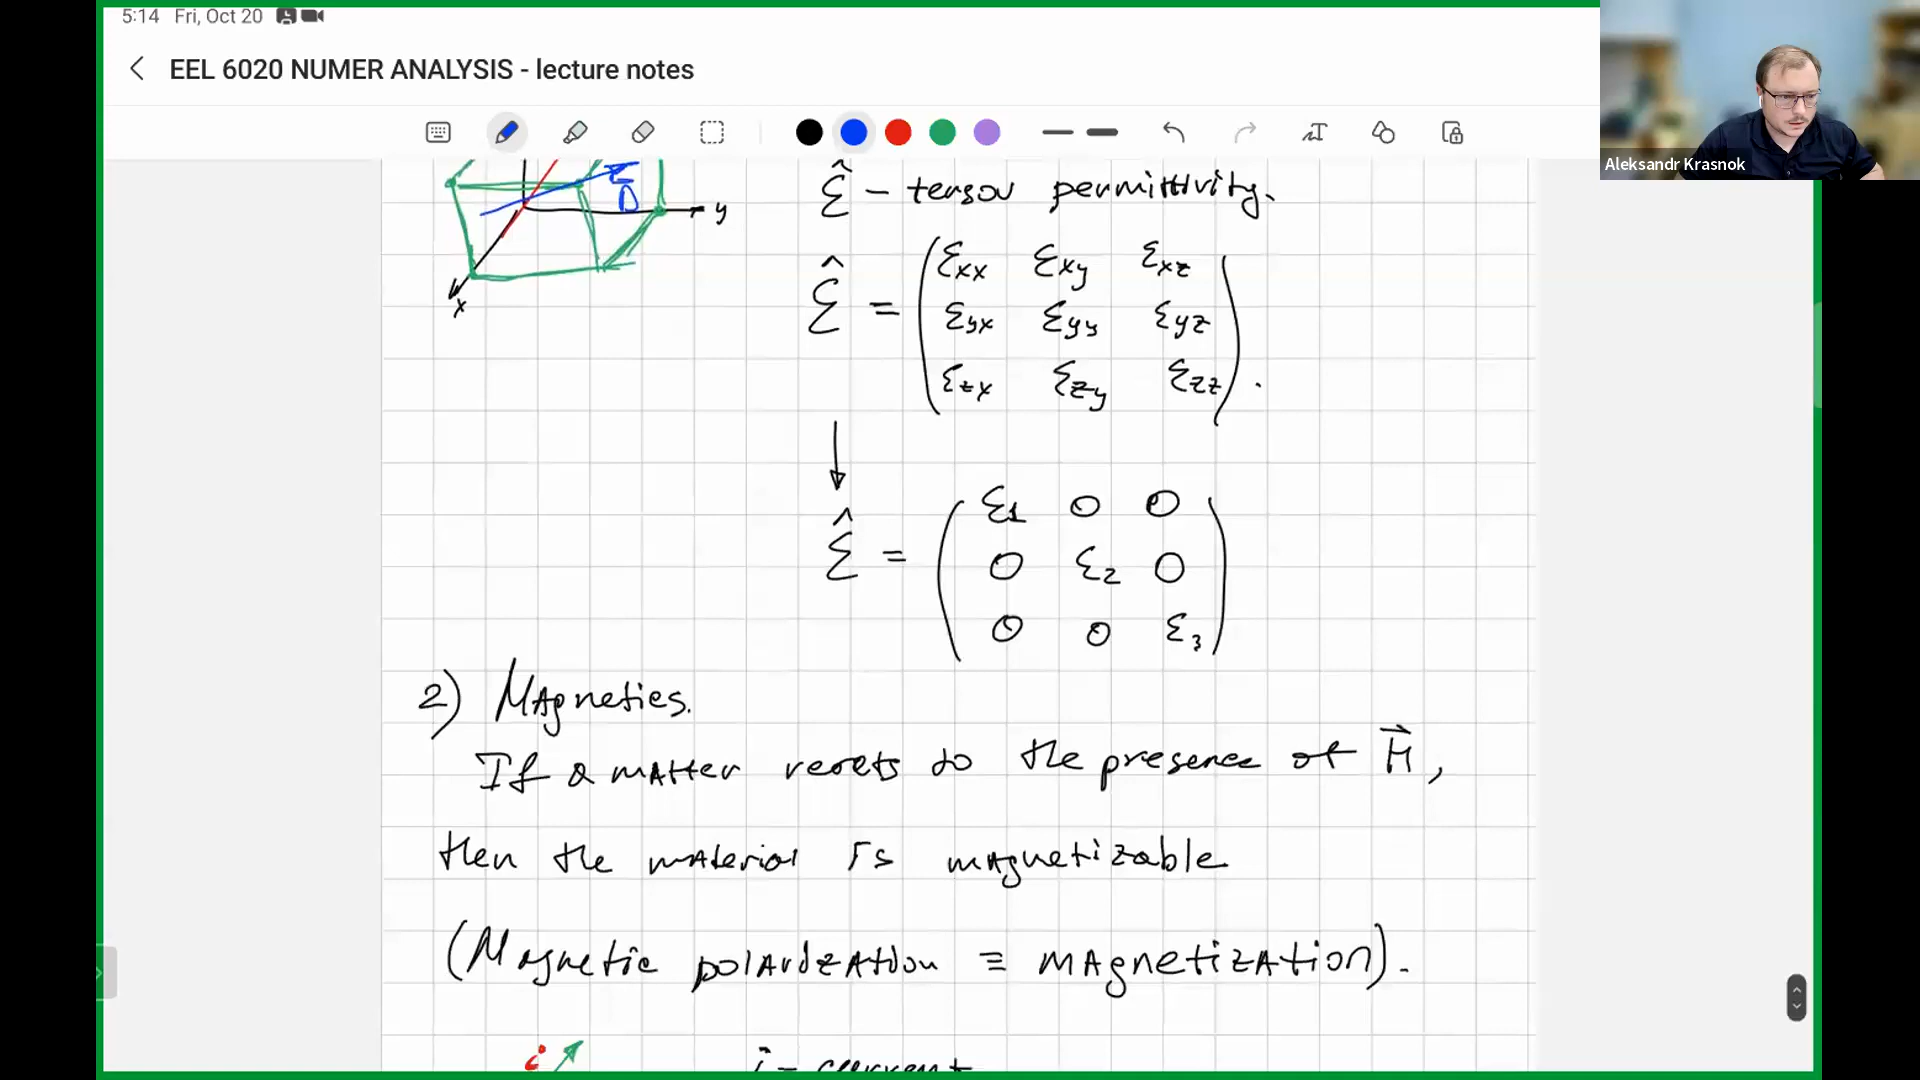 5:14 Fri, Oct 20
EEL 6020 NUMER ANALYSIS - lecture notes
Aleksandr Krasnok
E
D
y
x
ε̂ – tensor permittivity.
ε̂ = ( εxx εxy εxz
εyx εyy εyz
εzx εzy εzz ) .
ε̂ = ( ε1 0 0
0 ε2 0
0 0 ε3 )
2) Magnetics.
If a matter reacts to the presence of H⃗,
then the material is magnetizable
(Magnetic polarization ≡ magnetization).
i
i – current